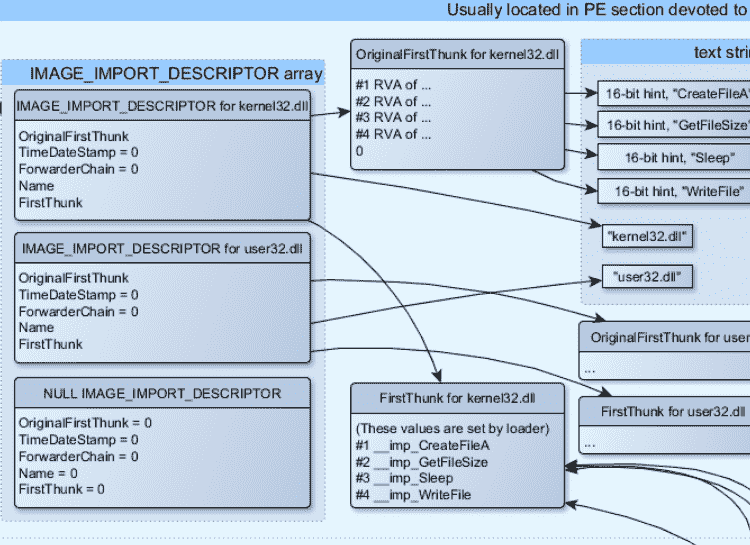 Usually located in PE section devoted to
IMAGE_IMPORT_DESCRIPTOR array
IMAGE_IMPORT_DESCRIPTOR for kernel32.dll
OriginalFirstThunk
TimeDateStamp = 0
ForwarderChain = 0
Name
FirstThunk
IMAGE_IMPORT_DESCRIPTOR for user32.dll
OriginalFirstThunk
TimeDateStamp = 0
ForwarderChain = 0
Name
FirstThunk
NULL IMAGE_IMPORT_DESCRIPTOR
OriginalFirstThunk = 0
TimeDateStamp = 0
ForwarderChain = 0
Name = 0
FirstThunk = 0
OriginalFirstThunk for kernel32.dll
#1 RVA of ...
#2 RVA of ...
#3 RVA of ...
#4 RVA of ...
0
FirstThunk for kernel32.dll
(These values are set by loader)
#1 __imp_CreateFileA
#2 __imp_GetFileSize
#3 __imp_Sleep
#4 __imp_WriteFile
text stri
16-bit hint, "CreateFileA"
16-bit hint, "GetFileSize"
16-bit hint, "Sleep"
16-bit hint, "WriteFile"
"kernel32.dll"
"user32.dll"
OriginalFirstThunk for user
...
FirstThunk for user32.dll
...